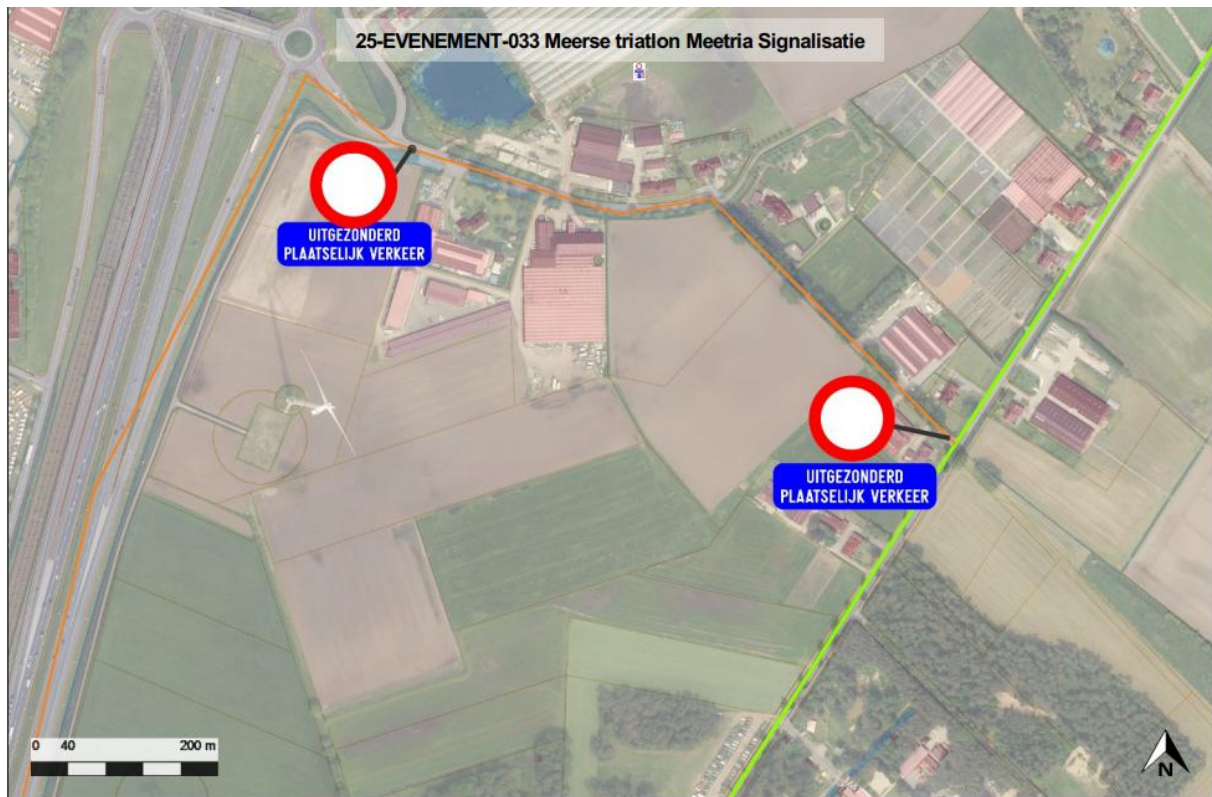 25-EVENEMENT-033 Meerse triatlon Meetria Signalisatie
UITGEZONDERD
PLAATSELIJK VERKEER
UITGEZONDERD
PLAATSELIJK VERKEER
0 40 200 m
N